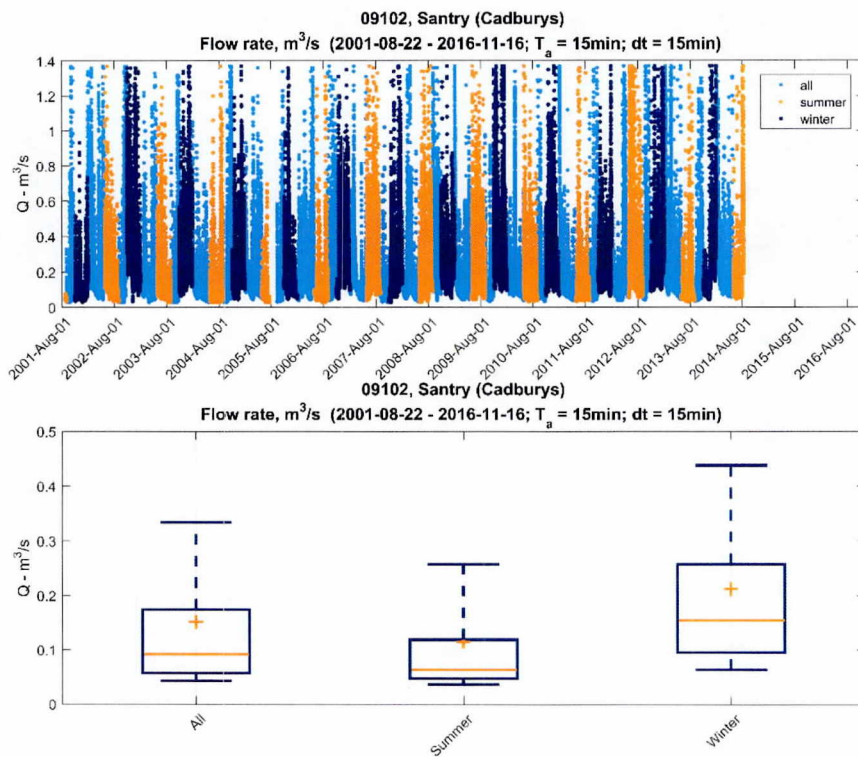 09102, Santry (Cadburys)
Flow rate, m³/s (2001-08-22 - 2016-11-16; T_a = 15min; dt = 15min)
Q - m³/s
1.4
1.2
1
0.8
0.6
0.4
0.2
0
all
summer
winter
2001-Aug-01
2002-Aug-01
2003-Aug-01
2004-Aug-01
2005-Aug-01
2006-Aug-01
2007-Aug-01
2008-Aug-01
2009-Aug-01
2010-Aug-01
2011-Aug-01
2012-Aug-01
2013-Aug-01
2014-Aug-01
2015-Aug-01
2016-Aug-01
09102, Santry (Cadburys)
Flow rate, m³/s (2001-08-22 - 2016-11-16; T_a = 15min; dt = 15min)
Q - m³/s
0.5
0.4
0.3
0.2
0.1
0
All
Summer
Winter